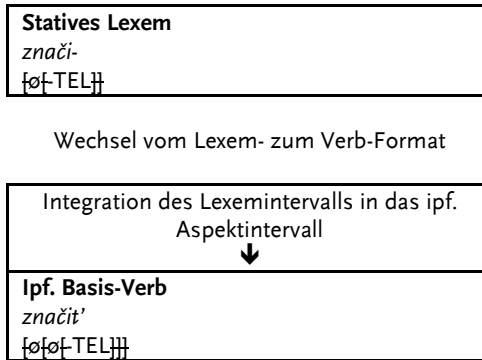 Statives Lexem
znači-
[ø[-TEL]]
Wechsel vom Lexem- zum Verb-Format
Integration des Lexemintervalls in das ipf.
Aspektintervall
🡻
Ipf. Basis-Verb
značit’
[ø[ø[-TEL]]]